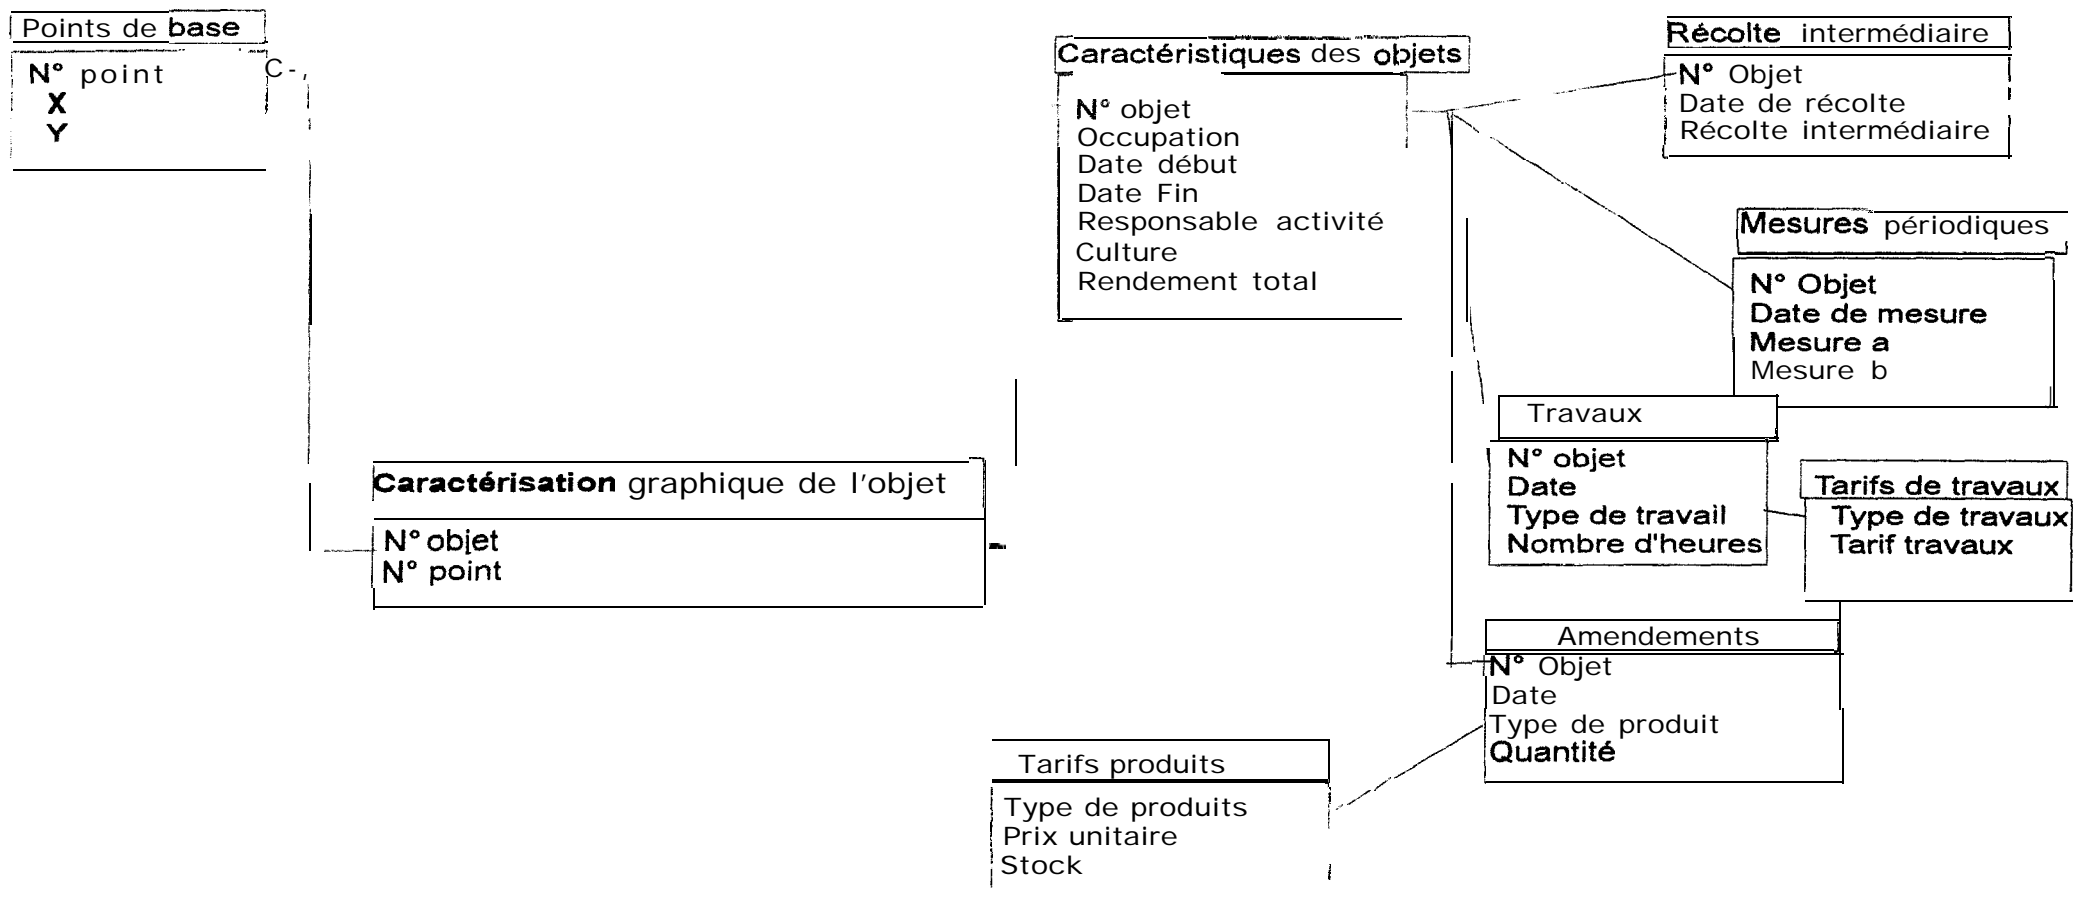 Points de base
N° point
X
Y
Caractéristiques des objets
N° objet
Occupation
Date début
Date Fin
Responsable activité
Culture
Rendement total
Récolte intermédiaire
N° Objet
Date de récolte
Récolte intermédiaire
Mesures périodiques
N° Objet
Date de mesure
Mesure a
Mesure b
Travaux
N° objet
Date
Type de travail
Nombre d'heures
Tarifs de travaux
Type de travaux
Tarif travaux
Caractérisation graphique de l'objet
N° objet
N° point
Amendements
N° Objet
Date
Type de produit
Quantité
Tarifs produits
Type de produits
Prix unitaire
Stock